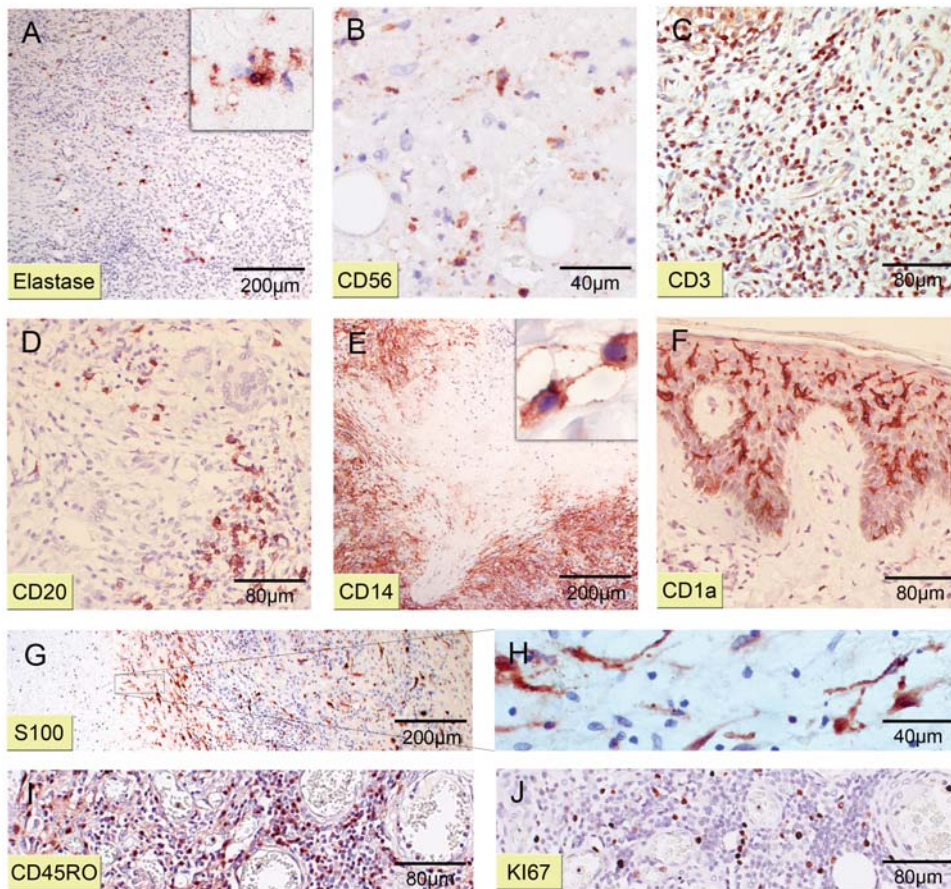 A
Elastase
200µm
B
CD56
40µm
C
CD3
80µm
D
CD20
80µm
E
CD14
200µm
F
CD1a
80µm
G
S100
200µm
H
40µm
I
CD45RO
80µm
J
KI67
80µm